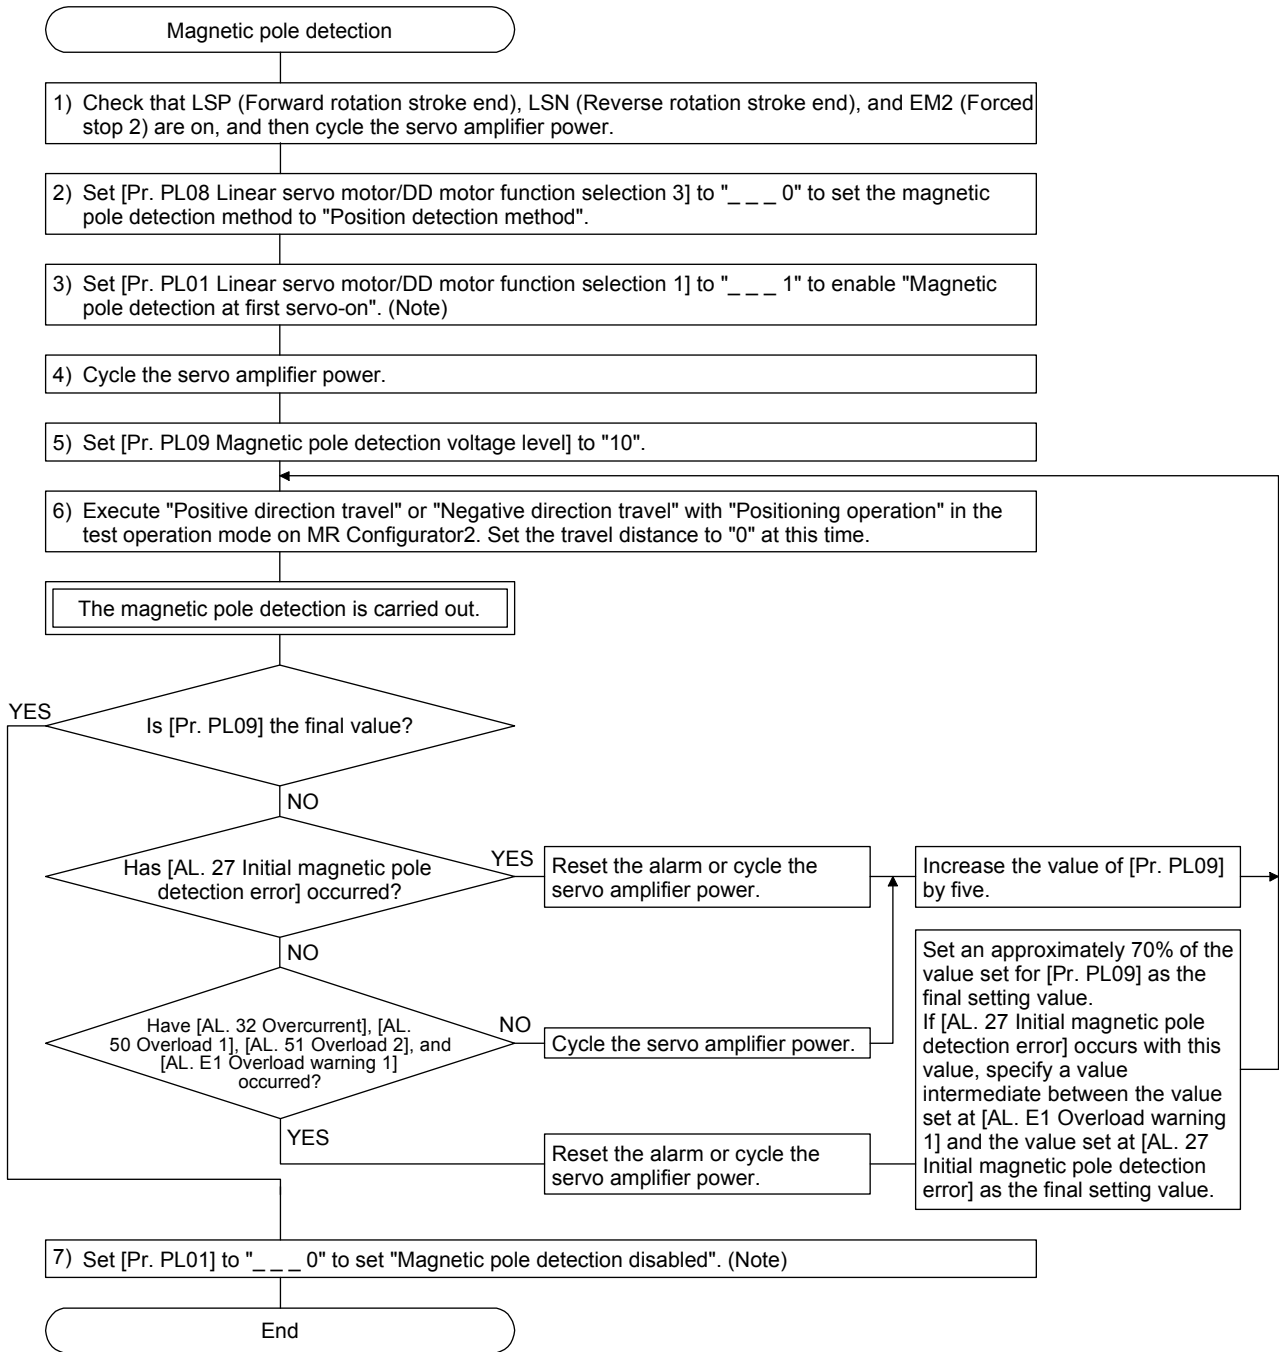 Magnetic pole detection
1) Check that LSP (Forward rotation stroke end), LSN (Reverse rotation stroke end), and EM2 (Forced
stop 2) are on, and then cycle the servo amplifier power.
2) Set [Pr. PL08 Linear servo motor/DD motor function selection 3] to "_ _ _ 0" to set the magnetic
pole detection method to "Position detection method".
3) Set [Pr. PL01 Linear servo motor/DD motor function selection 1] to "_ _ _ 1" to enable "Magnetic
pole detection at first servo-on". (Note)
4) Cycle the servo amplifier power.
5) Set [Pr. PL09 Magnetic pole detection voltage level] to "10".
6) Execute "Positive direction travel" or "Negative direction travel" with "Positioning operation" in the
test operation mode on MR Configurator2. Set the travel distance to "0" at this time.
The magnetic pole detection is carried out.
YES
Is [Pr. PL09] the final value?
NO
Has [AL. 27 Initial magnetic pole
detection error] occurred?
YES
Reset the alarm or cycle the
servo amplifier power.
Increase the value of [Pr. PL09]
by five.
NO
Have [AL. 32 Overcurrent], [AL.
50 Overload 1], [AL. 51 Overload 2], and
[AL. E1 Overload warning 1]
occurred?
NO
Cycle the servo amplifier power.
YES
Reset the alarm or cycle the
servo amplifier power.
Set an approximately 70% of the
value set for [Pr. PL09] as the
final setting value.
If [AL. 27 Initial magnetic pole
detection error] occurs with this
value, specify a value
intermediate between the value
set at [AL. E1 Overload warning
1] and the value set at [AL. 27
Initial magnetic pole detection
error] as the final setting value.
7) Set [Pr. PL01] to "_ _ _ 0" to set "Magnetic pole detection disabled". (Note)
End